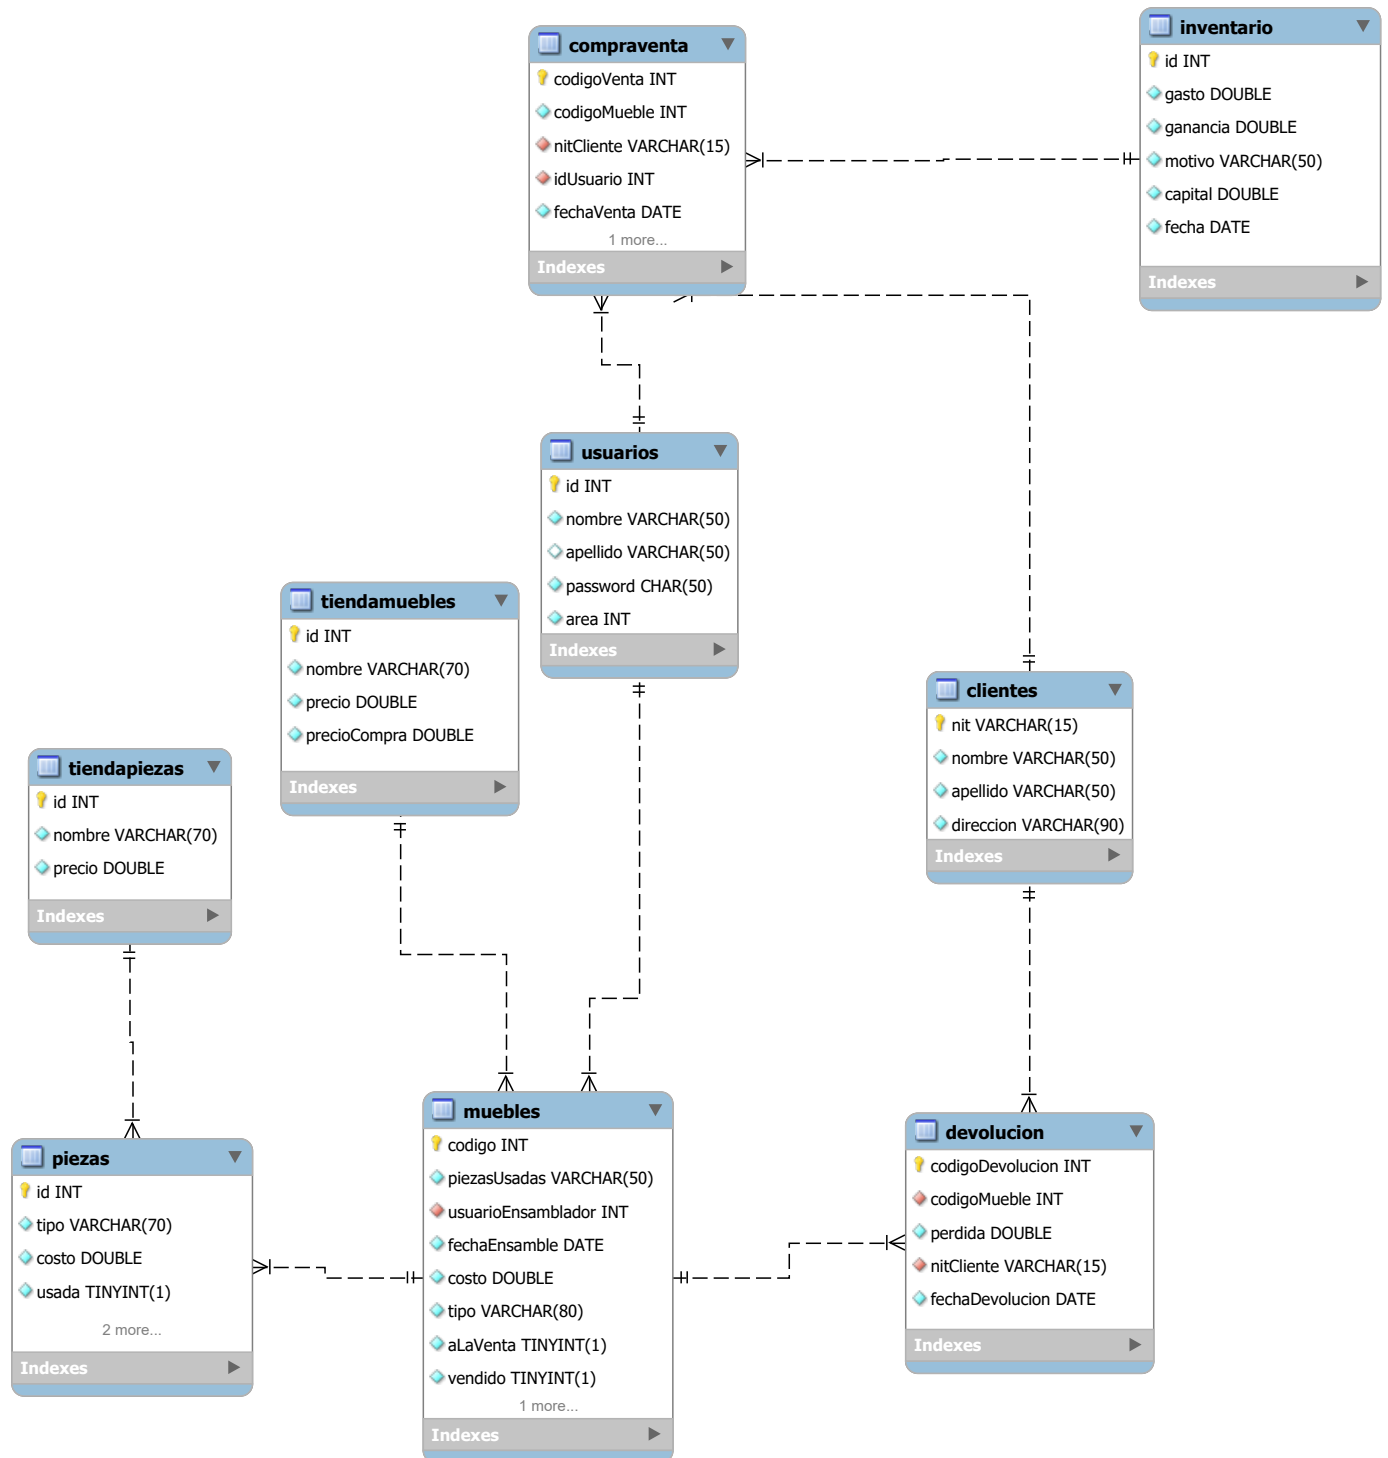 compraventa
codigoVenta INT
codigoMueble INT
nitCliente VARCHAR(15)
idUsuario INT
fechaVenta DATE
1 more...
Indexes
inventario
id INT
gasto DOUBLE
ganancia DOUBLE
motivo VARCHAR(50)
capital DOUBLE
fecha DATE
Indexes
usuarios
id INT
nombre VARCHAR(50)
apellido VARCHAR(50)
password CHAR(50)
area INT
Indexes
tiendamuebles
id INT
nombre VARCHAR(70)
precio DOUBLE
precioCompra DOUBLE
Indexes
clientes
nit VARCHAR(15)
nombre VARCHAR(50)
apellido VARCHAR(50)
direccion VARCHAR(90)
Indexes
tiendapiezas
id INT
nombre VARCHAR(70)
precio DOUBLE
Indexes
piezas
id INT
tipo VARCHAR(70)
costo DOUBLE
usada TINYINT(1)
2 more...
Indexes
muebles
codigo INT
piezasUsadas VARCHAR(50)
usuarioEnsamblador INT
fechaEnsamble DATE
costo DOUBLE
tipo VARCHAR(80)
aLaVenta TINYINT(1)
vendido TINYINT(1)
1 more...
Indexes
devolucion
codigoDevolucion INT
codigoMueble INT
perdida DOUBLE
nitCliente VARCHAR(15)
fechaDevolucion DATE
Indexes